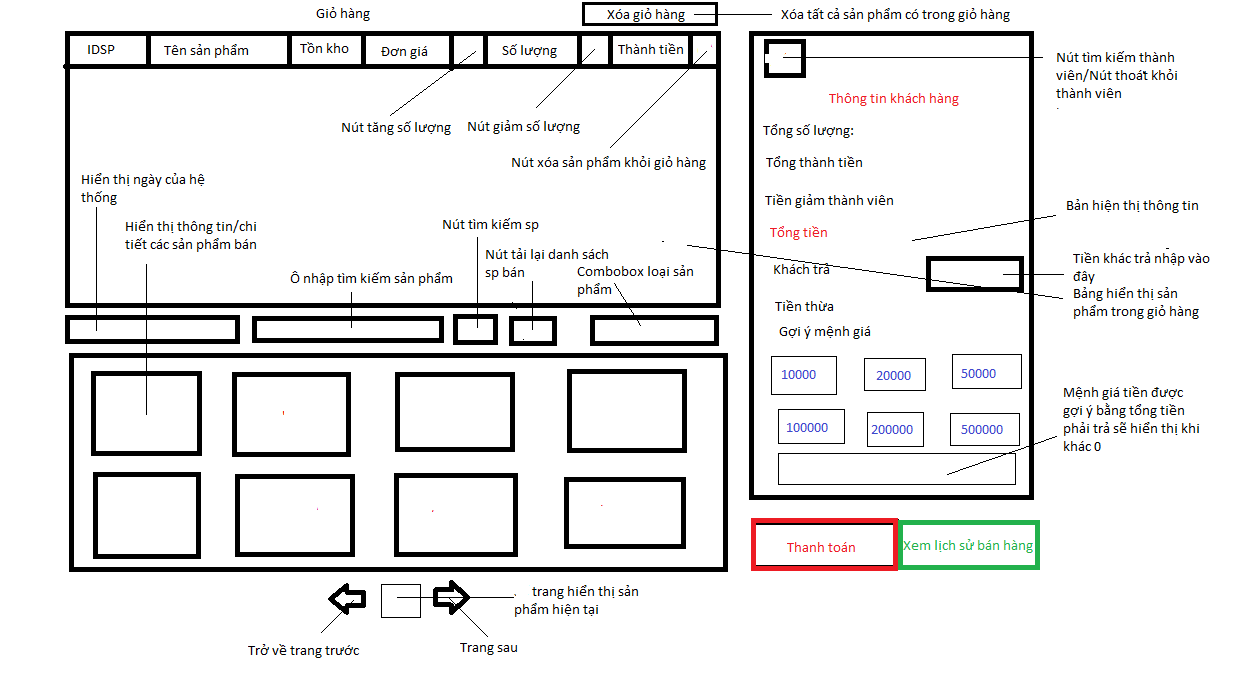 Giỏ hàng
Xóa giỏ hàng
Xóa tất cả sản phẩm có trong giỏ hàng
IDSP
Tên sản phẩm
Tồn kho
Đơn giá
Số lượng
Thành tiền
Nút tìm kiếm thành
viên/Nút thoát khỏi
thành viên
Thông tin khách hàng
Nút tăng số lượng
Nút giảm số lượng
Tổng số lượng:
Nút xóa sản phẩm khỏi giỏ hàng
Tổng thành tiền
Hiển thị ngày của hệ
thống
Tiền giảm thành viên
Bản hiện thị thông tin
Hiển thị thông tin/chi
tiết các sản phẩm bán
Nút tìm kiếm sp
Tổng tiền
Nút tải lại danh sách
sp bán
Ô nhập tìm kiếm sản phẩm
Combobox loại sản
phẩm
Khách trả
Tiền khác trả nhập vào
đây
Bảng hiển thị sản
phẩm trong giỏ hàng
Tiền thừa
Gợi ý mệnh giá
10000
20000
50000
100000
200000
500000
Mệnh giá tiền được
gợi ý bằng tổng tiền
phải trả sẽ hiển thị khi
khác 0
Thanh toán
Xem lịch sử bán hàng
trang hiển thị sản
phẩm hiện tại
Trở về trang trước
Trang sau